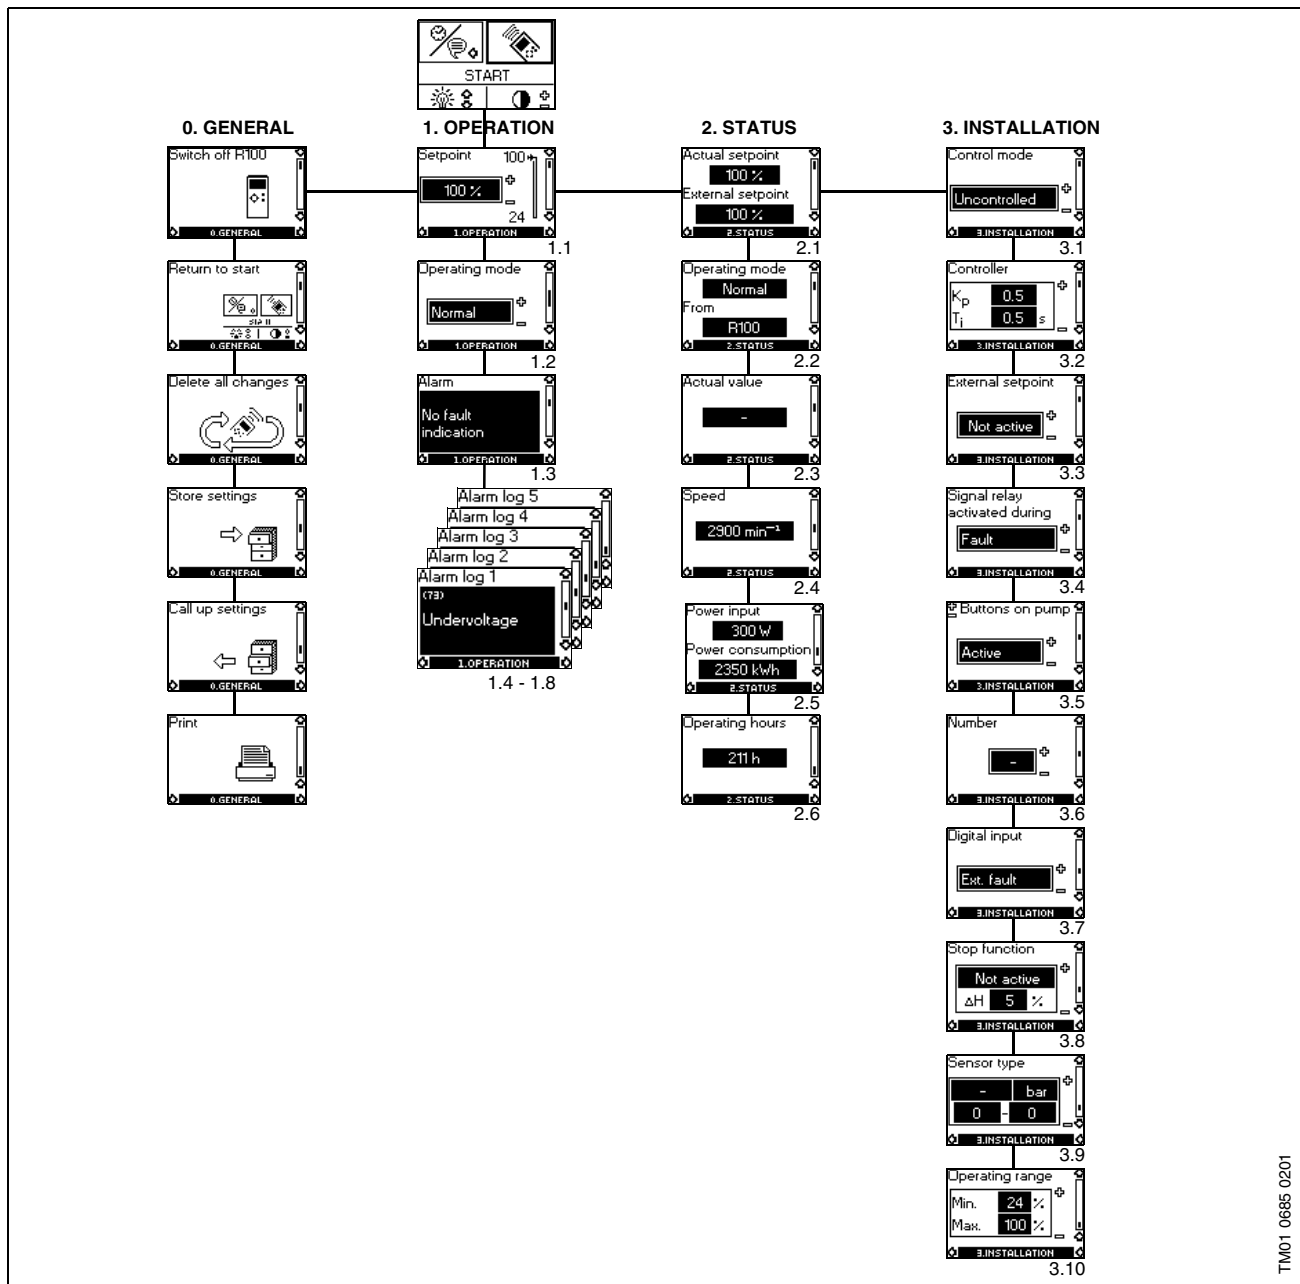 START
0. GENERAL
Switch off R100
0.GENERAL
Return to start
START
0.GENERAL
Delete all changes
0.GENERAL
Store settings
0.GENERAL
Call up settings
0.GENERAL
Print
0.GENERAL
1. OPERATION
Setpoint
100
100 %
24
1.OPERATION
1.1
Operating mode
Normal
1.OPERATION
1.2
Alarm
No fault
indication
1.OPERATION
1.3
Alarm log 5
Alarm log 4
Alarm log 3
Alarm log 2
Alarm log 1
(73)
Undervoltage
1.OPERATION
1.4 - 1.8
2. STATUS
Actual setpoint
100 %
External setpoint
100 %
2.STATUS
2.1
Operating mode
Normal
From
R100
2.STATUS
2.2
Actual value
-
2.STATUS
2.3
Speed
2900 min⁻¹
2.STATUS
2.4
Power input
300 W
Power consumption
2350 kWh
2.STATUS
2.5
Operating hours
211 h
2.STATUS
2.6
3. INSTALLATION
Control mode
Uncontrolled
3.INSTALLATION
3.1
Controller
Kp 0.5
Ti 0.5 s
3.INSTALLATION
3.2
External setpoint
Not active
3.INSTALLATION
3.3
Signal relay
activated during
Fault
3.INSTALLATION
3.4
Buttons on pump
Active
3.INSTALLATION
3.5
Number
-
3.INSTALLATION
3.6
Digital input
Ext. fault
3.INSTALLATION
3.7
Stop function
Not active
ΔH 5 %
3.INSTALLATION
3.8
Sensor type
- bar
0 - 0
3.INSTALLATION
3.9
Operating range
Min. 24 %
Max. 100 %
3.INSTALLATION
3.10
TM01 0685 0201